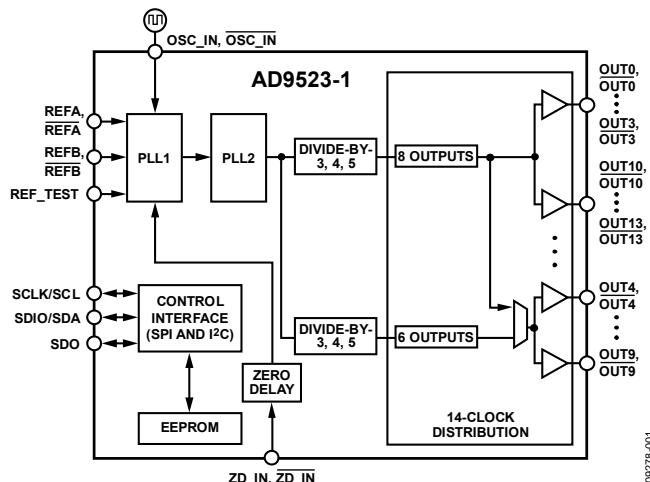 OSC_IN, OSC_IN
AD9523-1
REFA,
REFA
REFB,
REFB
REF_TEST
PLL1
PLL2
DIVIDE-BY-
3, 4, 5
8 OUTPUTS
OUT0,
OUT0
OUT3,
OUT3
OUT10,
OUT10
OUT13,
OUT13
SCLK/SCL
SDIO/SDA
SDO
CONTROL
INTERFACE
(SPI AND I²C)
EEPROM
ZERO
DELAY
DIVIDE-BY-
3, 4, 5
6 OUTPUTS
OUT4,
OUT4
OUT9,
OUT9
14-CLOCK
DISTRIBUTION
ZD_IN, ZD_IN
09278-001